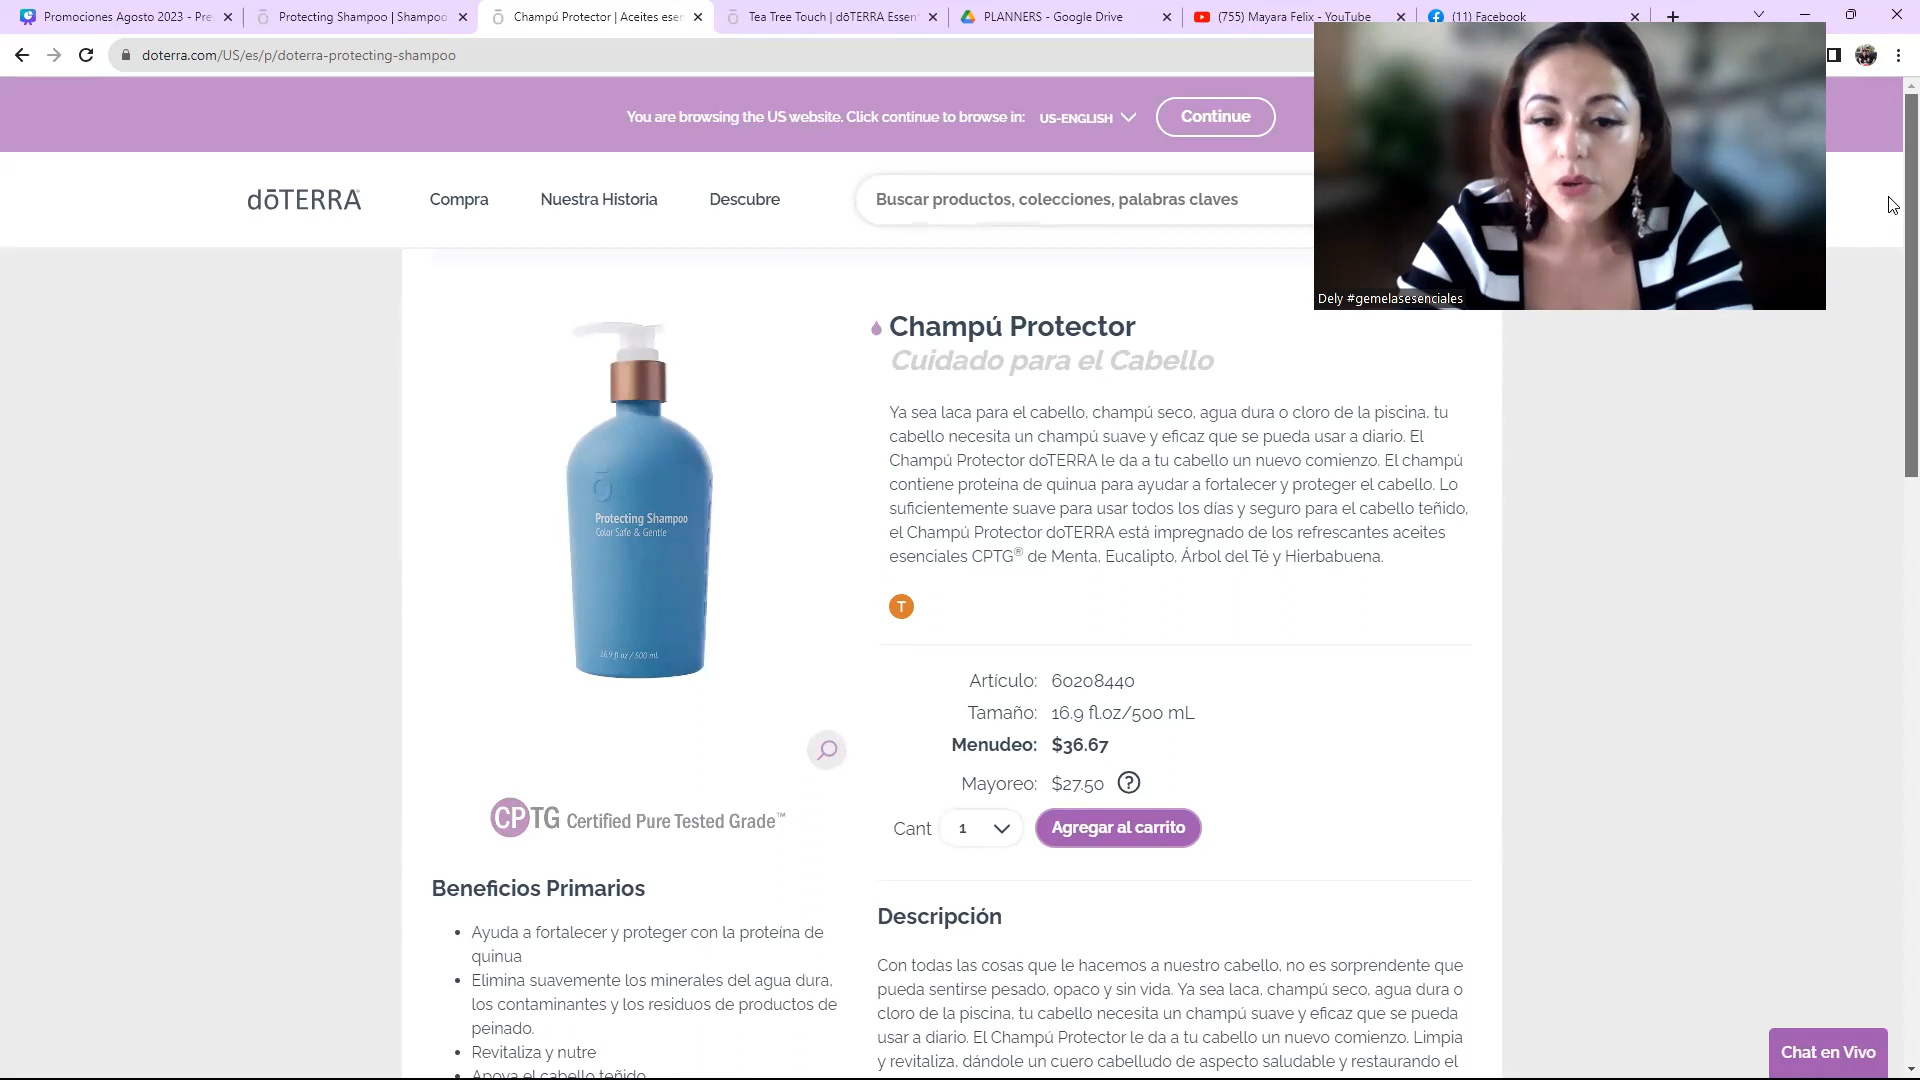 Promociones Agosto 2023 - Pre
Protecting Shampoo | Shampoo
Champú Protector | Aceites esen
Tea Tree Touch | dōTERRA Essen
PLANNERS - Google Drive
(755) Mayara Felix - YouTube
(11) Facebook
doterra.com/US/es/p/doterra-protecting-shampoo
You are browsing the US website. Click continue to browse in: US-ENGLISH Continue
dōTERRA
Compra
Nuestra Historia
Descubre
Buscar productos, colecciones, palabras claves
Dely #gemelasesenciales
Champú Protector
Cuidado para el Cabello
Ya sea laca para el cabello, champú seco, agua dura o cloro de la piscina, tu
cabello necesita un champú suave y eficaz que se pueda usar a diario. El
Champú Protector doTERRA le da a tu cabello un nuevo comienzo. El champú
contiene proteína de quinua para ayudar a fortalecer y proteger el cabello. Lo
suficientemente suave para usar todos los días y seguro para el cabello teñido,
el Champú Protector doTERRA está impregnado de los refrescantes aceites
esenciales CPTG® de Menta, Eucalipto, Árbol del Té y Hierbabuena.
T
Protecting Shampoo
Color Safe & Gentle
16.9 fl oz / 500 mL
Artículo: 60208440
Tamaño: 16.9 fl.oz/500 mL
Menudeo: $36.67
Mayoreo: $27.50 ?
Cant 1 Agregar al carrito
CPTG Certified Pure Tested Grade™
Beneficios Primarios
Ayuda a fortalecer y proteger con la proteína de
quinua
Elimina suavemente los minerales del agua dura,
los contaminantes y los residuos de productos de
peinado.
Revitaliza y nutre
Apoya el cabello teñido
Descripción
Con todas las cosas que le hacemos a nuestro cabello, no es sorprendente que
pueda sentirse pesado, opaco y sin vida. Ya sea laca, champú seco, agua dura o
cloro de la piscina, tu cabello necesita un champú suave y eficaz que se pueda
usar a diario. El Champú Protector le da a tu cabello un nuevo comienzo. Limpia
y revitaliza, dándole un cuero cabelludo de aspecto saludable y restaurando el
Chat en Vivo